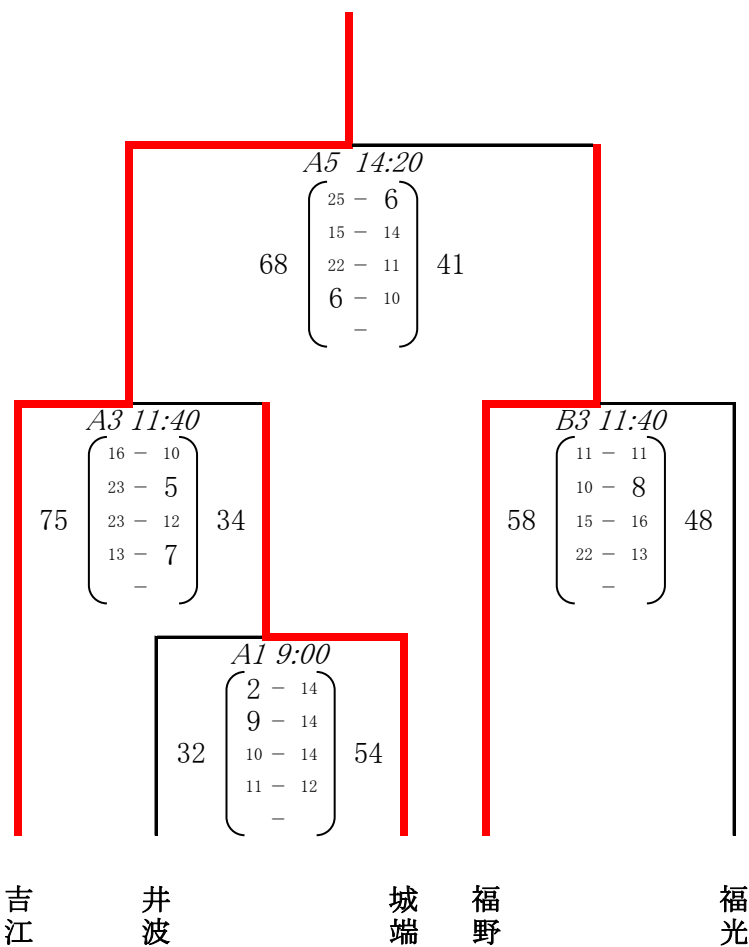 A5 14:20
25 － 6
15 － 14
68 22 － 11 41
6 － 10
－
A3 11:40
16 － 10
23 － 5
75 23 － 12 34
13 － 7
－
B3 11:40
11 － 11
10 － 8
58 15 － 16 48
22 － 13
－
A1 9:00
2 － 14
9 － 14
32 10 － 14 54
11 － 12
－
吉江
井波
城端
福野
福光